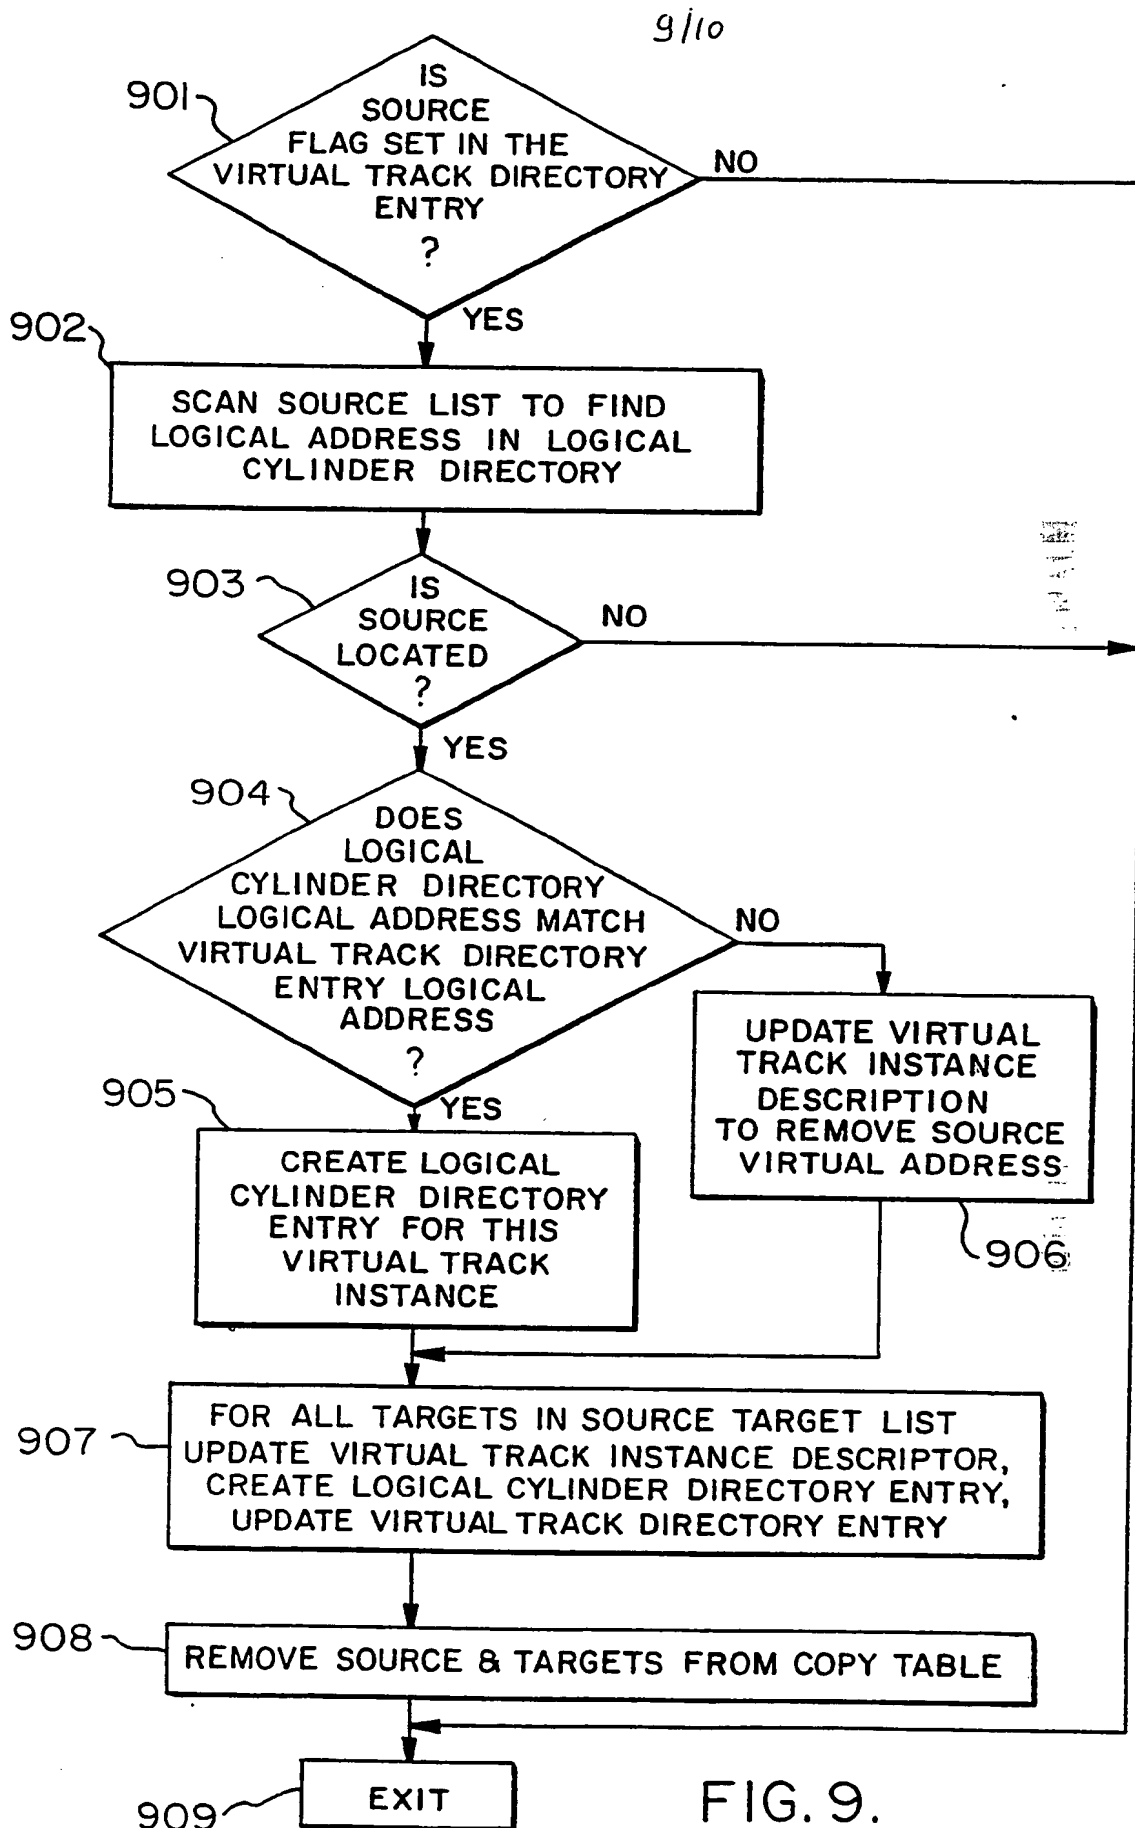 9/10
901
IS
SOURCE
FLAG SET IN THE
VIRTUAL TRACK DIRECTORY
ENTRY
?
NO
YES
902
SCAN SOURCE LIST TO FIND
LOGICAL ADDRESS IN LOGICAL
CYLINDER DIRECTORY
903
IS
SOURCE
LOCATED
?
NO
YES
904
DOES
LOGICAL
CYLINDER DIRECTORY
LOGICAL ADDRESS MATCH
VIRTUAL TRACK DIRECTORY
ENTRY LOGICAL
ADDRESS
?
NO
YES
905
CREATE LOGICAL
CYLINDER DIRECTORY
ENTRY FOR THIS
VIRTUAL TRACK
INSTANCE
UPDATE VIRTUAL
TRACK INSTANCE
DESCRIPTION
TO REMOVE SOURCE
VIRTUAL ADDRESS
906
907
FOR ALL TARGETS IN SOURCE TARGET LIST
UPDATE VIRTUAL TRACK INSTANCE DESCRIPTOR,
CREATE LOGICAL CYLINDER DIRECTORY ENTRY,
UPDATE VIRTUAL TRACK DIRECTORY ENTRY
908
REMOVE SOURCE & TARGETS FROM COPY TABLE
909
EXIT
FIG. 9.